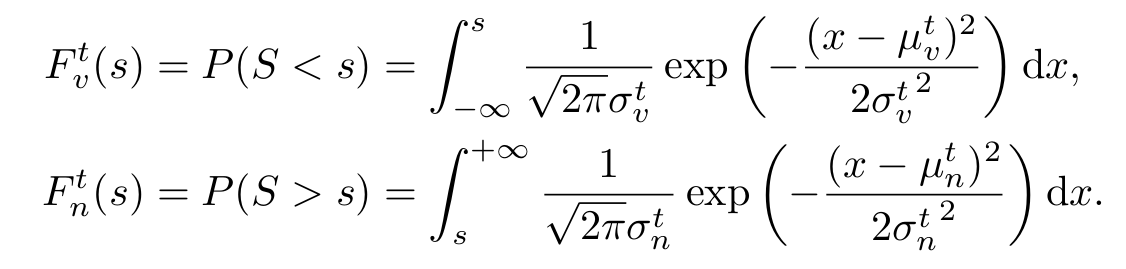 F_v^t(s) = P(S < s) = \int_{-\infty}^{s} \frac{1}{\sqrt{2\pi}\sigma_v^t} \exp\left(-\frac{(x-\mu_v^t)^2}{2{\sigma_v^t}^2}\right) \mathrm{d}x,
F_n^t(s) = P(S > s) = \int_{s}^{+\infty} \frac{1}{\sqrt{2\pi}\sigma_n^t} \exp\left(-\frac{(x-\mu_n^t)^2}{2{\sigma_n^t}^2}\right) \mathrm{d}x.